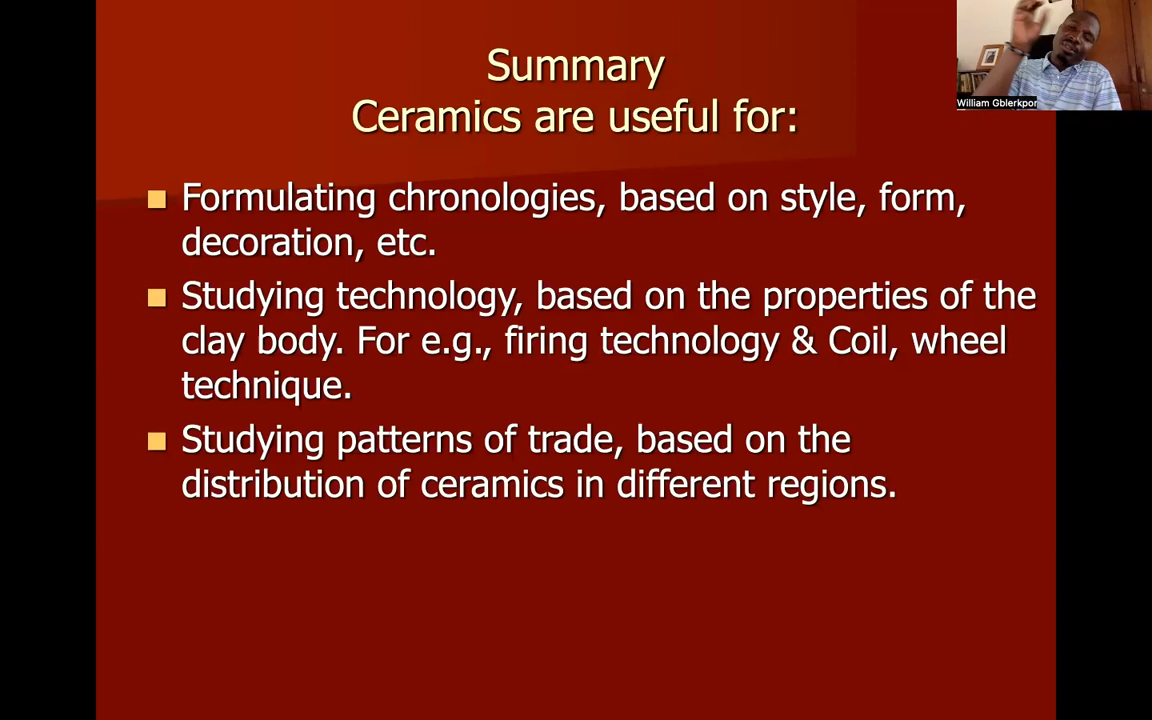 Summary
Ceramics are useful for:
Formulating chronologies, based on style, form,
decoration, etc.
Studying technology, based on the properties of the
clay body. For e.g., firing technology & Coil, wheel
technique.
Studying patterns of trade, based on the
distribution of ceramics in different regions.
William Gblerkpor